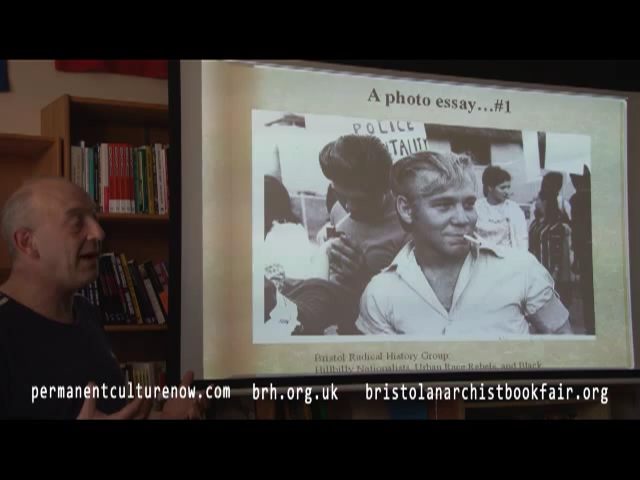 A photo essay...#1
POLICE
TALIT
Bristol Radical History Group:
Hillbilly Nationalists, Urban Race Rebels, and Black
permanentculturenow.com brh.org.uk bristolanarchistbookfair.org